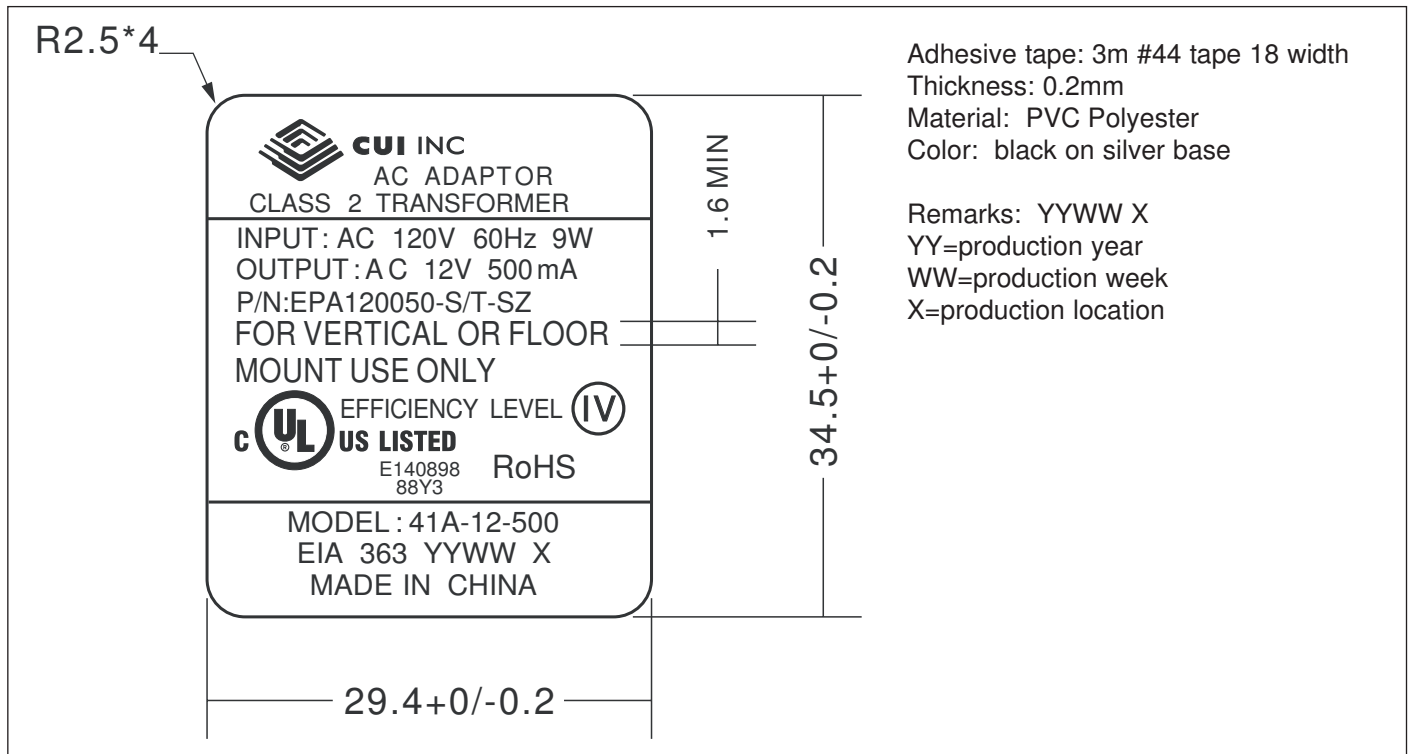 R2.5*4
CUI INC
AC ADAPTOR
CLASS 2 TRANSFORMER
INPUT: AC 120V 60Hz 9W
OUTPUT: AC 12V 500mA
P/N:EPA120050-S/T-SZ
FOR VERTICAL OR FLOOR
MOUNT USE ONLY
EFFICIENCY LEVEL IV
C UL ® US LISTED
E140898
88Y3
RoHS
MODEL: 41A-12-500
EIA 363 YYWW X
MADE IN CHINA
1.6 MIN
34.5+0/-0.2
29.4+0/-0.2
Adhesive tape: 3m #44 tape 18 width
Thickness: 0.2mm
Material: PVC Polyester
Color: black on silver base
Remarks: YYWW X
YY=production year
WW=production week
X=production location